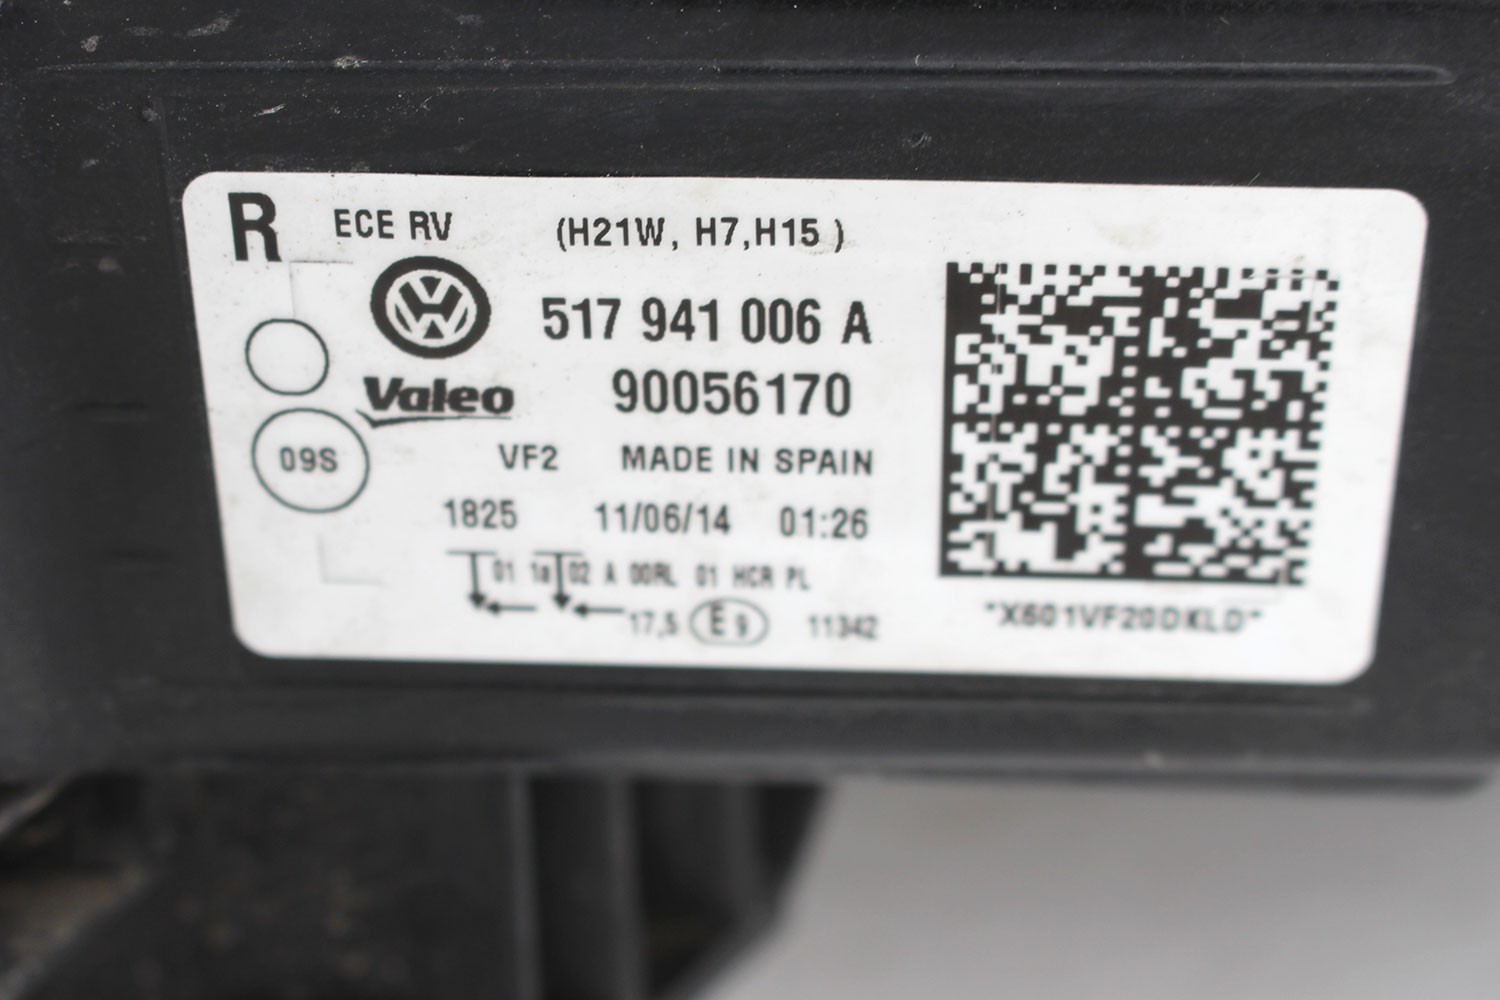 R ECE RV (H21W, H7,H15 )
517 941 006 A
Valeo 90056170
09S VF2 MADE IN SPAIN
1825 11/06/14 01:26
01 1a 02 A 00RL 01 HCR PL
17,5 E 9 11342
*X601VF20DKLD*